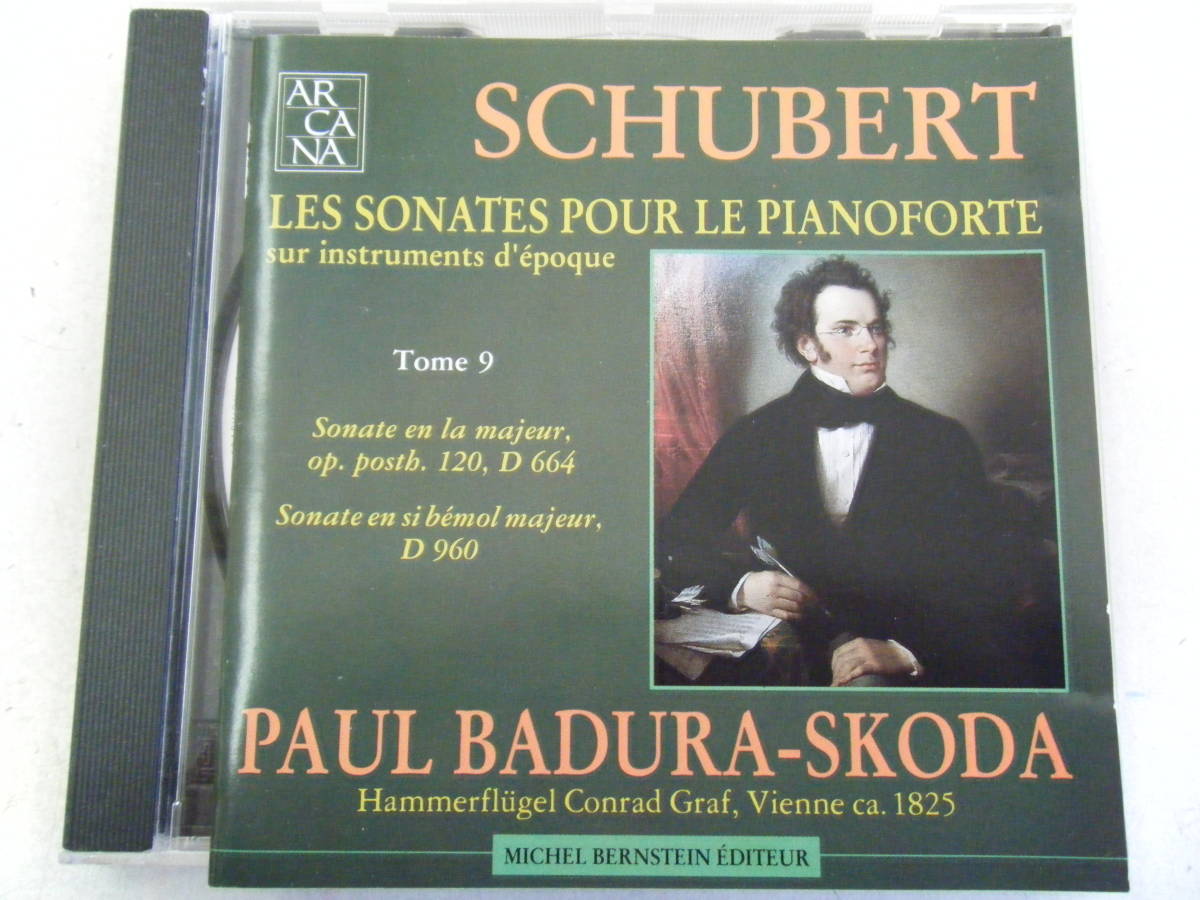 AR
CA
NA
SCHUBERT
LES SONATES POUR LE PIANOFORTE
sur instruments d'époque
Tome 9
Sonate en la majeur,
op. posth. 120, D 664
Sonate en si bémol majeur,
D 960
PAUL BADURA-SKODA
Hammerflügel Conrad Graf, Vienne ca. 1825
MICHEL BERNSTEIN ÉDITEUR